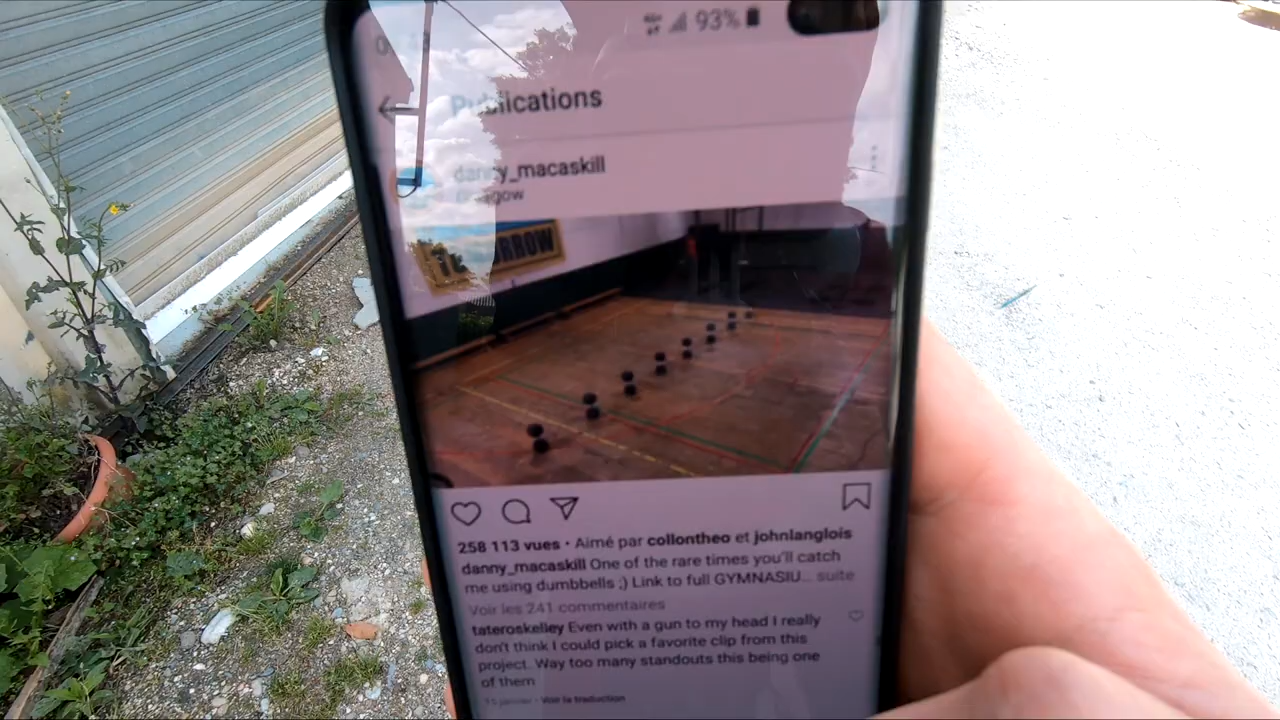 93%
Publications
danny_macaskill
258 113 vues • Aimé par collontheo et johnlanglois
danny_macaskill One of the rare times you'll catch
me using dumbbells ;) Link to full GYMNASIU... suite
Voir les 241 commentaires
tateroskelley Even with a gun to my head I really
don't think I could pick a favorite clip from this
project. Way too many standouts this being one
of them
janvier • Voir la traduction